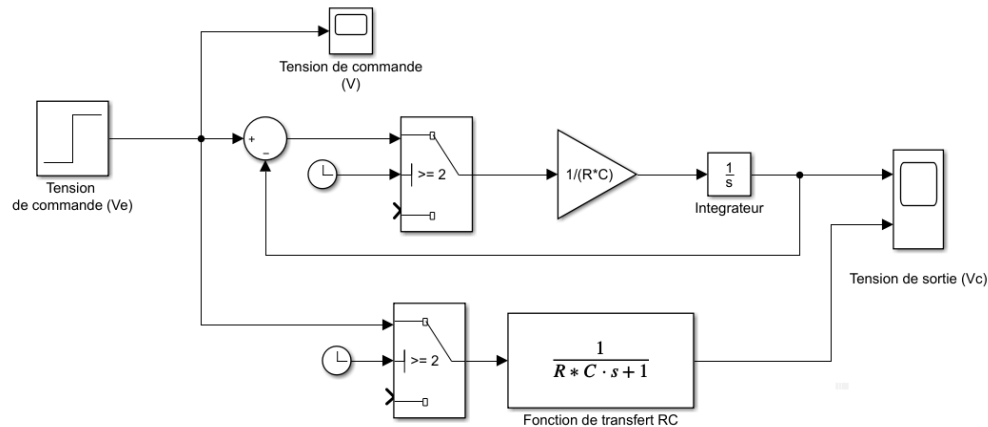 Tension de commande
(V)
Tension
de commande (Ve)
+
−
>= 2
1/(R*C)
1
s
Integrateur
Tension de sortie (Vc)
>= 2
1
R ∗ C · s + 1
Fonction de transfert RC